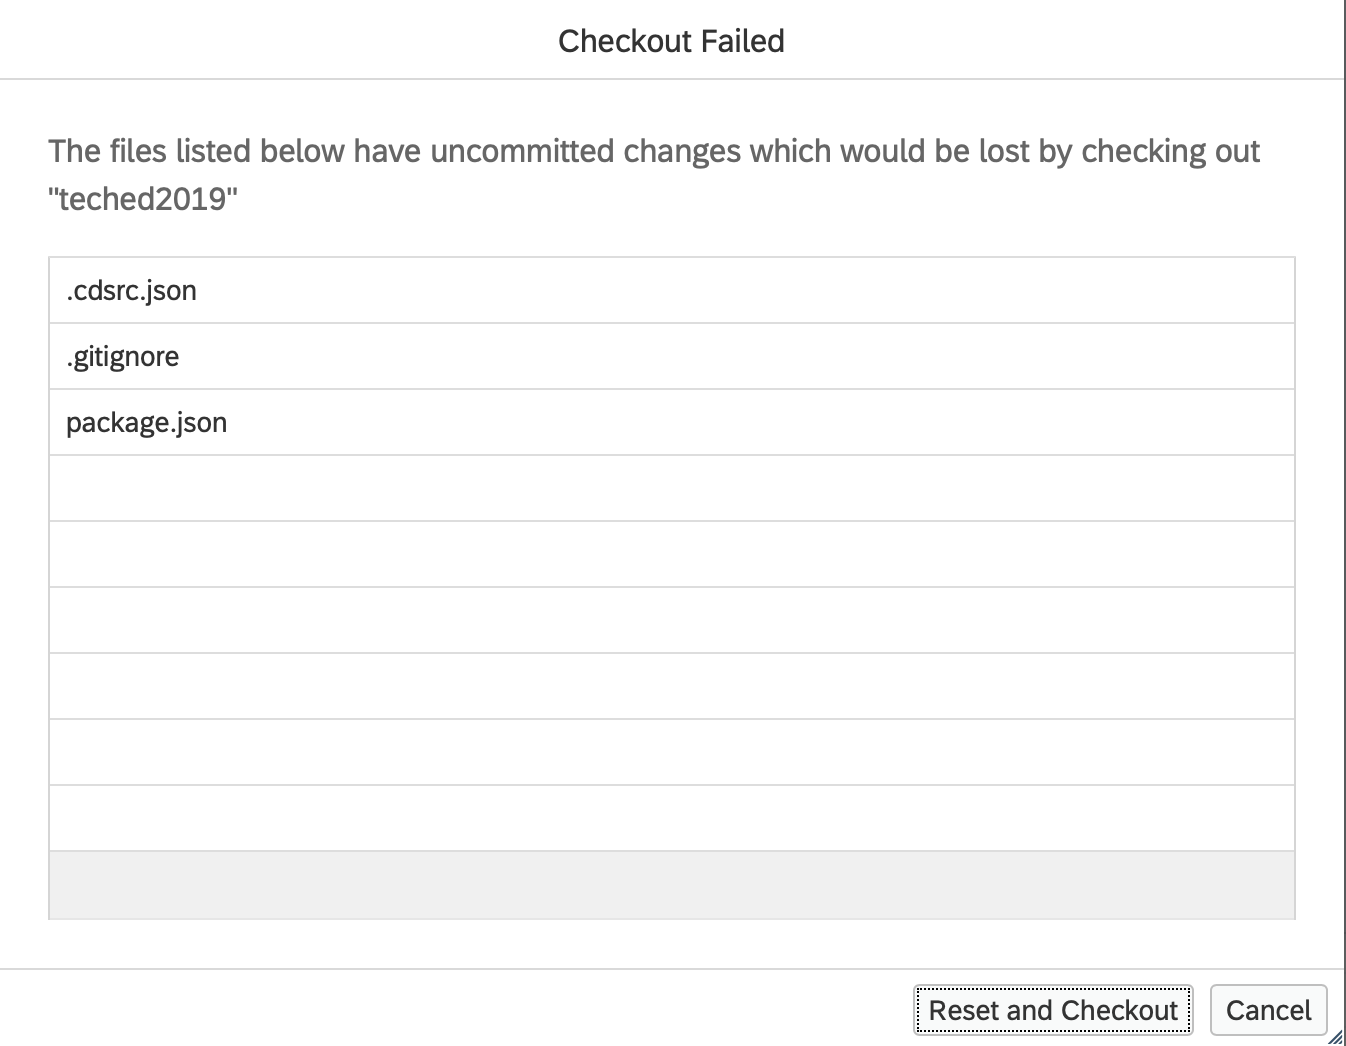 Checkout Failed
The files listed below have uncommitted changes which would be lost by checking out
"teched2019"
.cdsrc.json
.gitignore
package.json
Reset and Checkout
Cancel